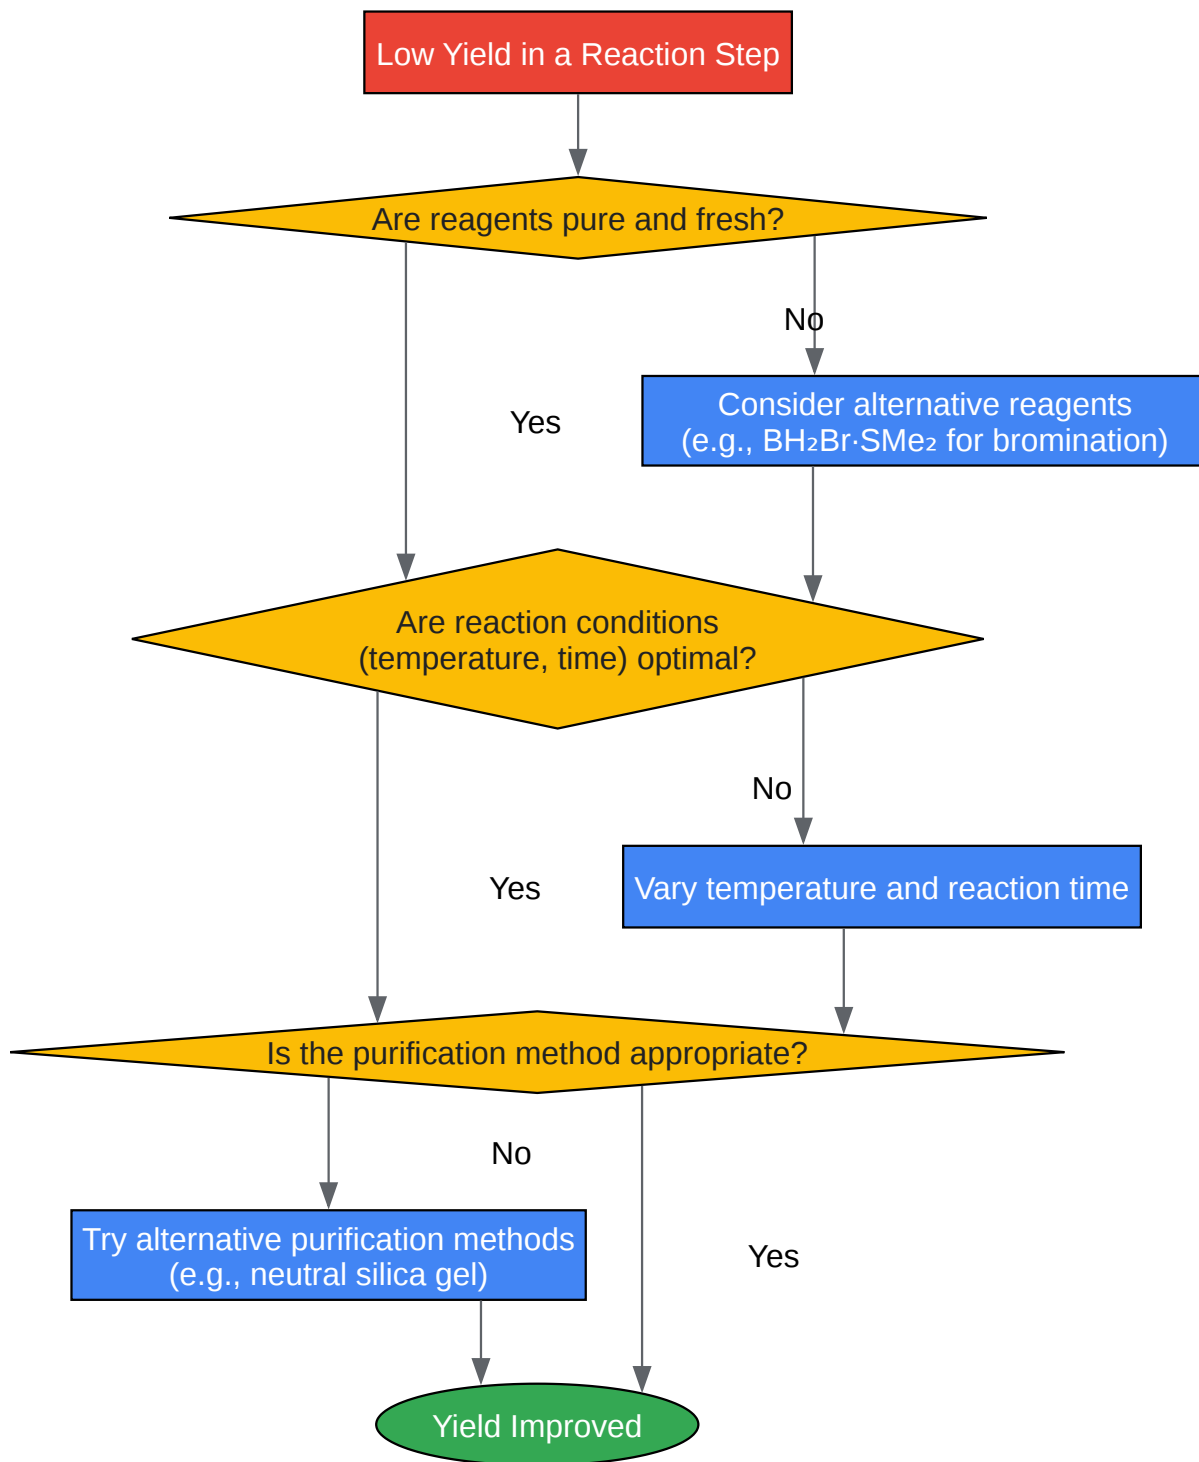 Low Yield in a Reaction Step
Are reagents pure and fresh?
No
Consider alternative reagents
(e.g., BH₂Br·SMe₂ for bromination)
Yes
Are reaction conditions
(temperature, time) optimal?
No
Vary temperature and reaction time
Yes
Is the purification method appropriate?
No
Try alternative purification methods
(e.g., neutral silica gel)
Yes
Yield Improved